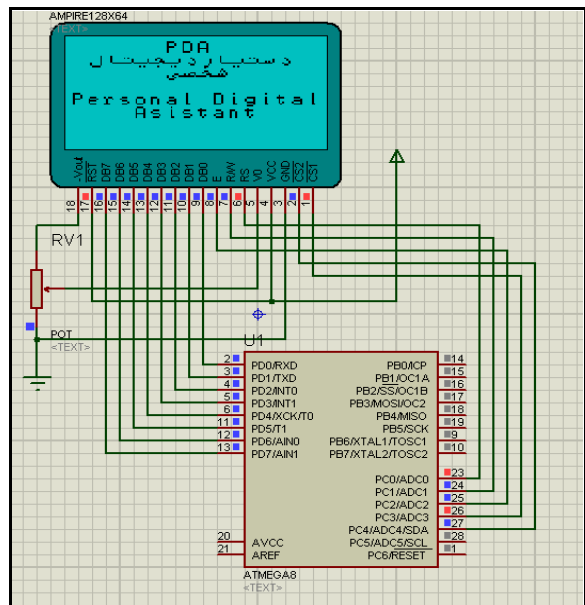 AMPIRE128X64
<TEXT>
PDA
دستیار دیجیتال
شخصی
Personal Digital
Asistant
-Vout
RST
DB7
DB6
DB5
DB4
DB3
DB2
DB1
DB0
E
R/W
RS
V0
VCC
GND
CS2
CS1
18
17
16
15
14
13
12
11
10
9
8
7
6
5
4
3
2
1
RV1
POT
<TEXT>
U1
2 PD0/RXD PB0/ICP 14
3 PD1/TXD PB1/OC1A 15
4 PD2/INT0 PB2/SS/OC1B 16
5 PD3/INT1 PB3/MOSI/OC2 17
6 PD4/XCK/T0 PB4/MISO 18
11 PD5/T1 PB5/SCK 19
12 PD6/AIN0 PB6/XTAL1/TOSC1 9
13 PD7/AIN1 PB7/XTAL2/TOSC2 10
PC0/ADC0 23
PC1/ADC1 24
PC2/ADC2 25
PC3/ADC3 26
PC4/ADC4/SDA 27
20 AVCC PC5/ADC5/SCL 28
21 AREF PC6/RESET 1
ATMEGA8
<TEXT>